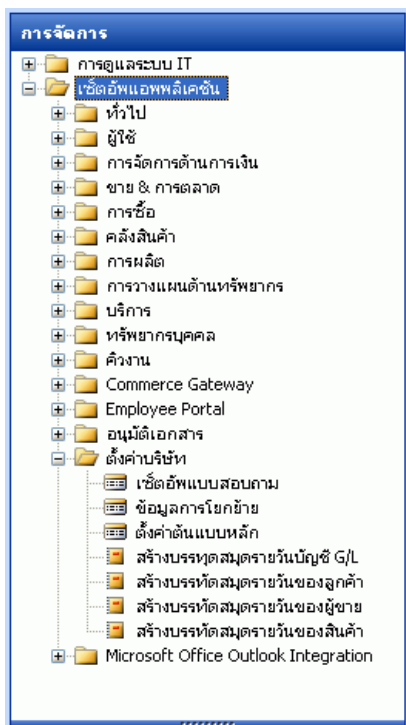 การจัดการ
การดูแลระบบ IT
เซ็ตอัพแอพพลิเคชัน
ทั่วไป
ผู้ใช้
การจัดการด้านการเงิน
ขาย & การตลาด
การซื้อ
คลังสินค้า
การผลิต
การวางแผนด้านทรัพยากร
บริการ
ทรัพยากรบุคคล
คิวงาน
Commerce Gateway
Employee Portal
อนุมัติเอกสาร
ตั้งค่าบริษัท
เซ็ตอัพแบบสอบถาม
ข้อมูลการโยกย้าย
ตั้งค่าต้นแบบหลัก
สร้างบรรทุดสมุดรายวันบัญชี G/L
สร้างบรรทัดสมุดรายวันของลูกค้า
สร้างบรรทัดสมุดรายวันของผู้ขาย
สร้างบรรทัดสมุดรายวันของสินค้า
Microsoft Office Outlook Integration